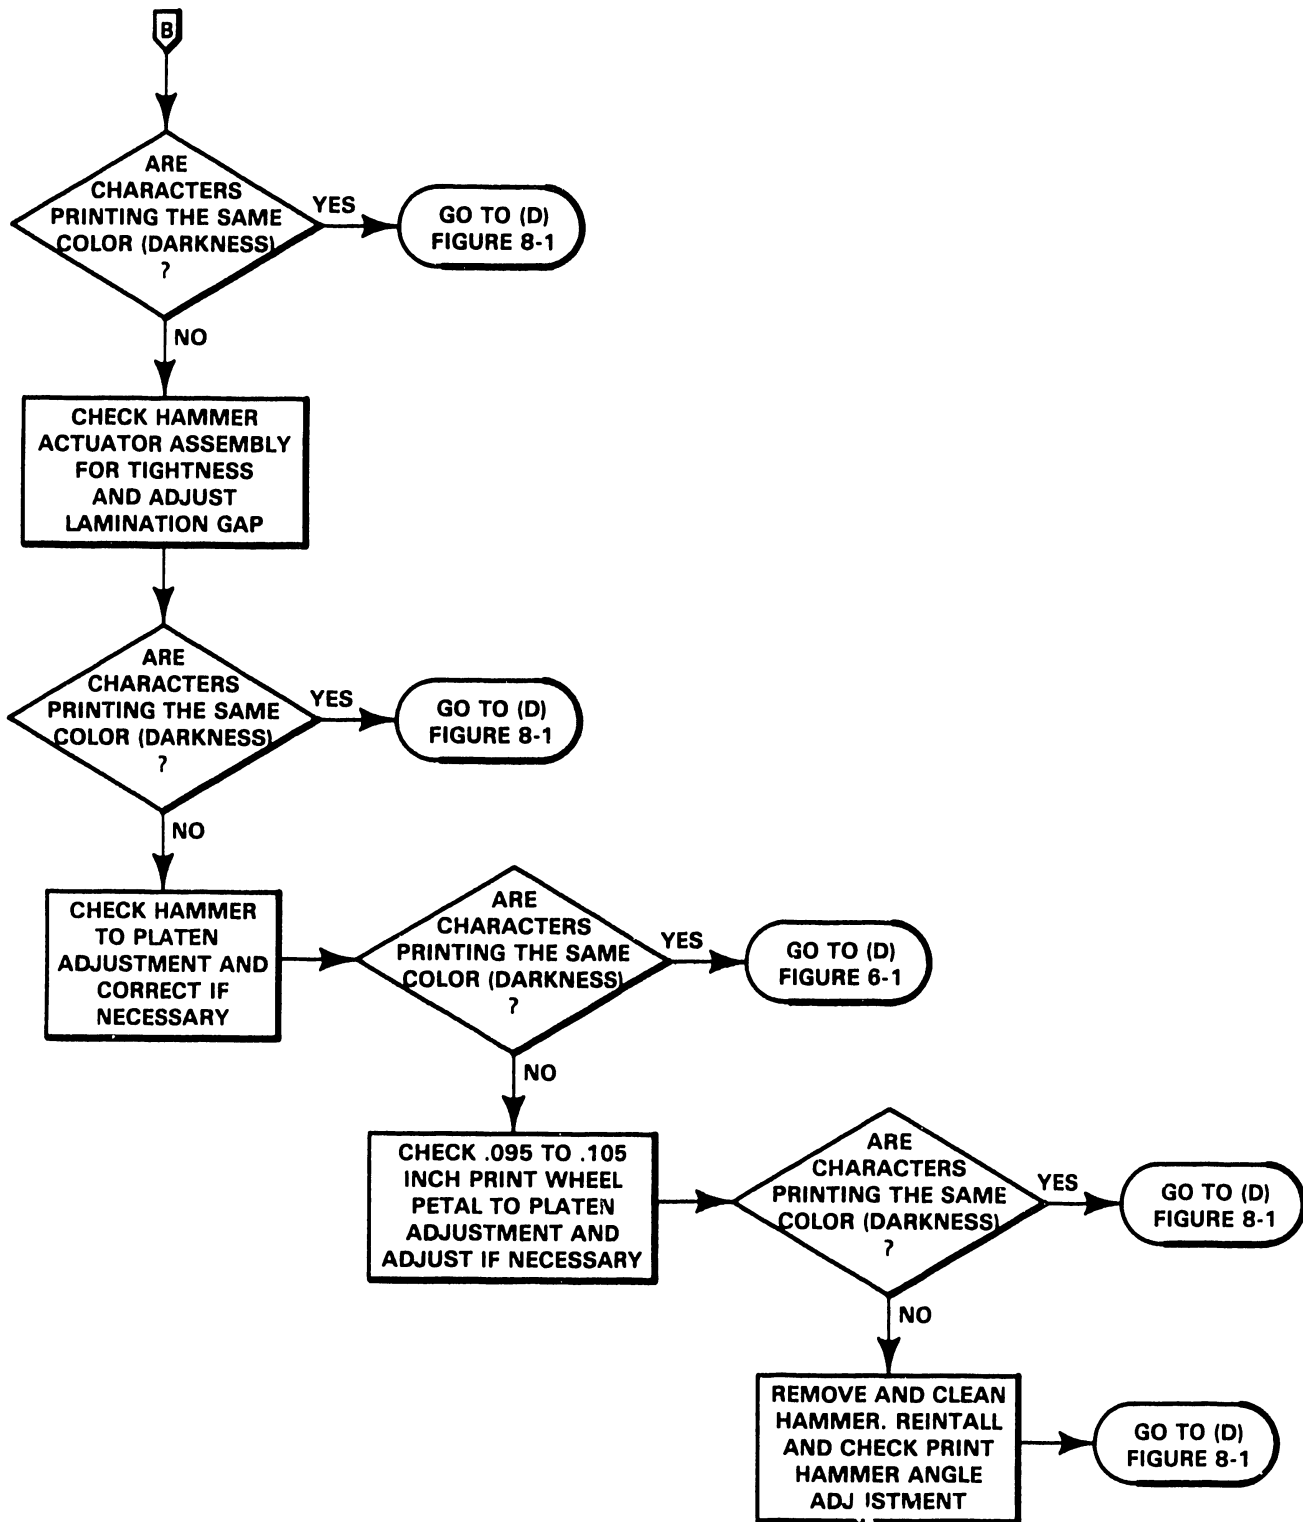 B
ARE
CHARACTERS
PRINTING THE SAME
COLOR (DARKNESS)
?
YES
GO TO (D)
FIGURE 8-1
NO
CHECK HAMMER
ACTUATOR ASSEMBLY
FOR TIGHTNESS
AND ADJUST
LAMINATION GAP
ARE
CHARACTERS
PRINTING THE SAME
COLOR (DARKNESS)
?
YES
GO TO (D)
FIGURE 8-1
NO
CHECK HAMMER
TO PLATEN
ADJUSTMENT AND
CORRECT IF
NECESSARY
ARE
CHARACTERS
PRINTING THE SAME
COLOR (DARKNESS)
?
YES
GO TO (D)
FIGURE 6-1
NO
CHECK .095 TO .105
INCH PRINT WHEEL
PETAL TO PLATEN
ADJUSTMENT AND
ADJUST IF NECESSARY
ARE
CHARACTERS
PRINTING THE SAME
COLOR (DARKNESS)
?
YES
GO TO (D)
FIGURE 8-1
NO
REMOVE AND CLEAN
HAMMER. REINTALL
AND CHECK PRINT
HAMMER ANGLE
ADJUSTMENT
GO TO (D)
FIGURE 8-1